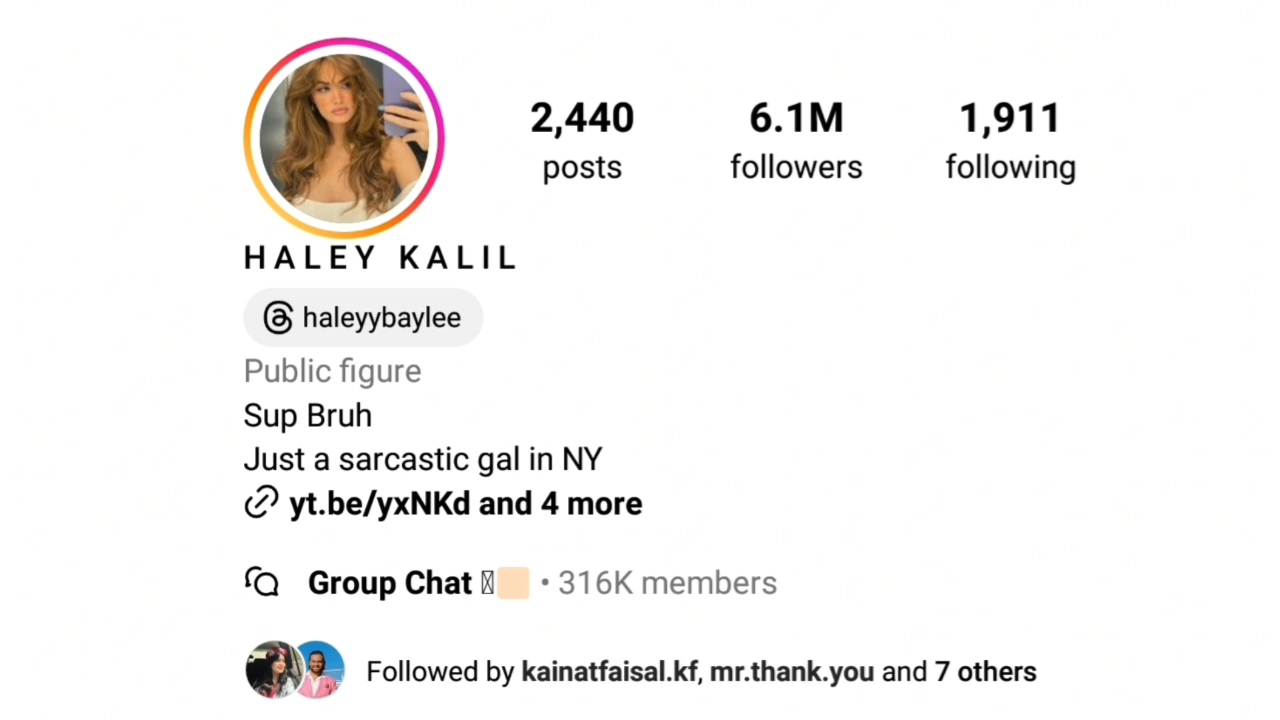 2,440 6.1M 1,911
posts followers following
HALEY KALIL
haleyybaylee
Public figure
Sup Bruh
Just a sarcastic gal in NY
yt.be/yxNKd and 4 more
Group Chat • 316K members
Followed by kainatfaisal.kf, mr.thank.you and 7 others